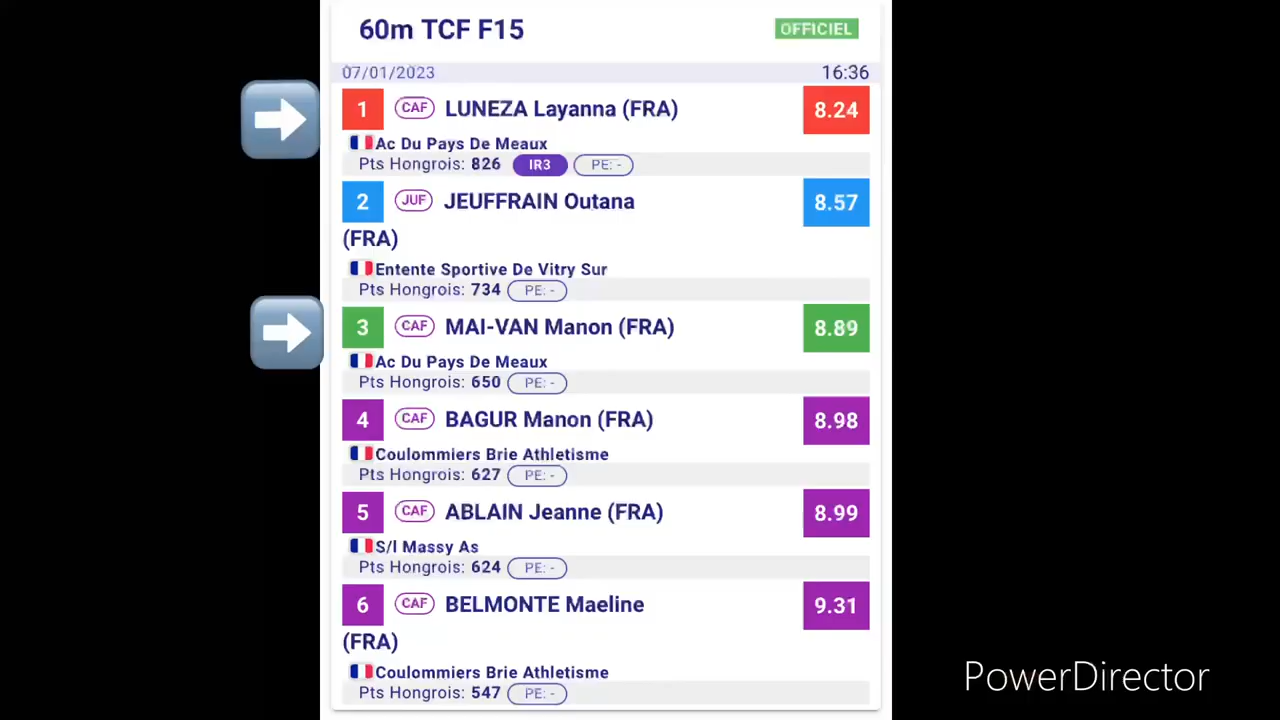 60m TCF F15 OFFICIEL
07/01/2023 16:36
1 CAF LUNEZA Layanna (FRA) 8.24
Ac Du Pays De Meaux
Pts Hongrois: 826 IR3 PE: -
2 JUF JEUFFRAIN Outana 8.57
(FRA)
Entente Sportive De Vitry Sur
Pts Hongrois: 734 PE: -
3 CAF MAI-VAN Manon (FRA) 8.89
Ac Du Pays De Meaux
Pts Hongrois: 650 PE: -
4 CAF BAGUR Manon (FRA) 8.98
Coulommiers Brie Athletisme
Pts Hongrois: 627 PE: -
5 CAF ABLAIN Jeanne (FRA) 8.99
S/l Massy As
Pts Hongrois: 624 PE: -
6 CAF BELMONTE Maeline 9.31
(FRA)
Coulommiers Brie Athletisme
Pts Hongrois: 547 PE: -
PowerDirector